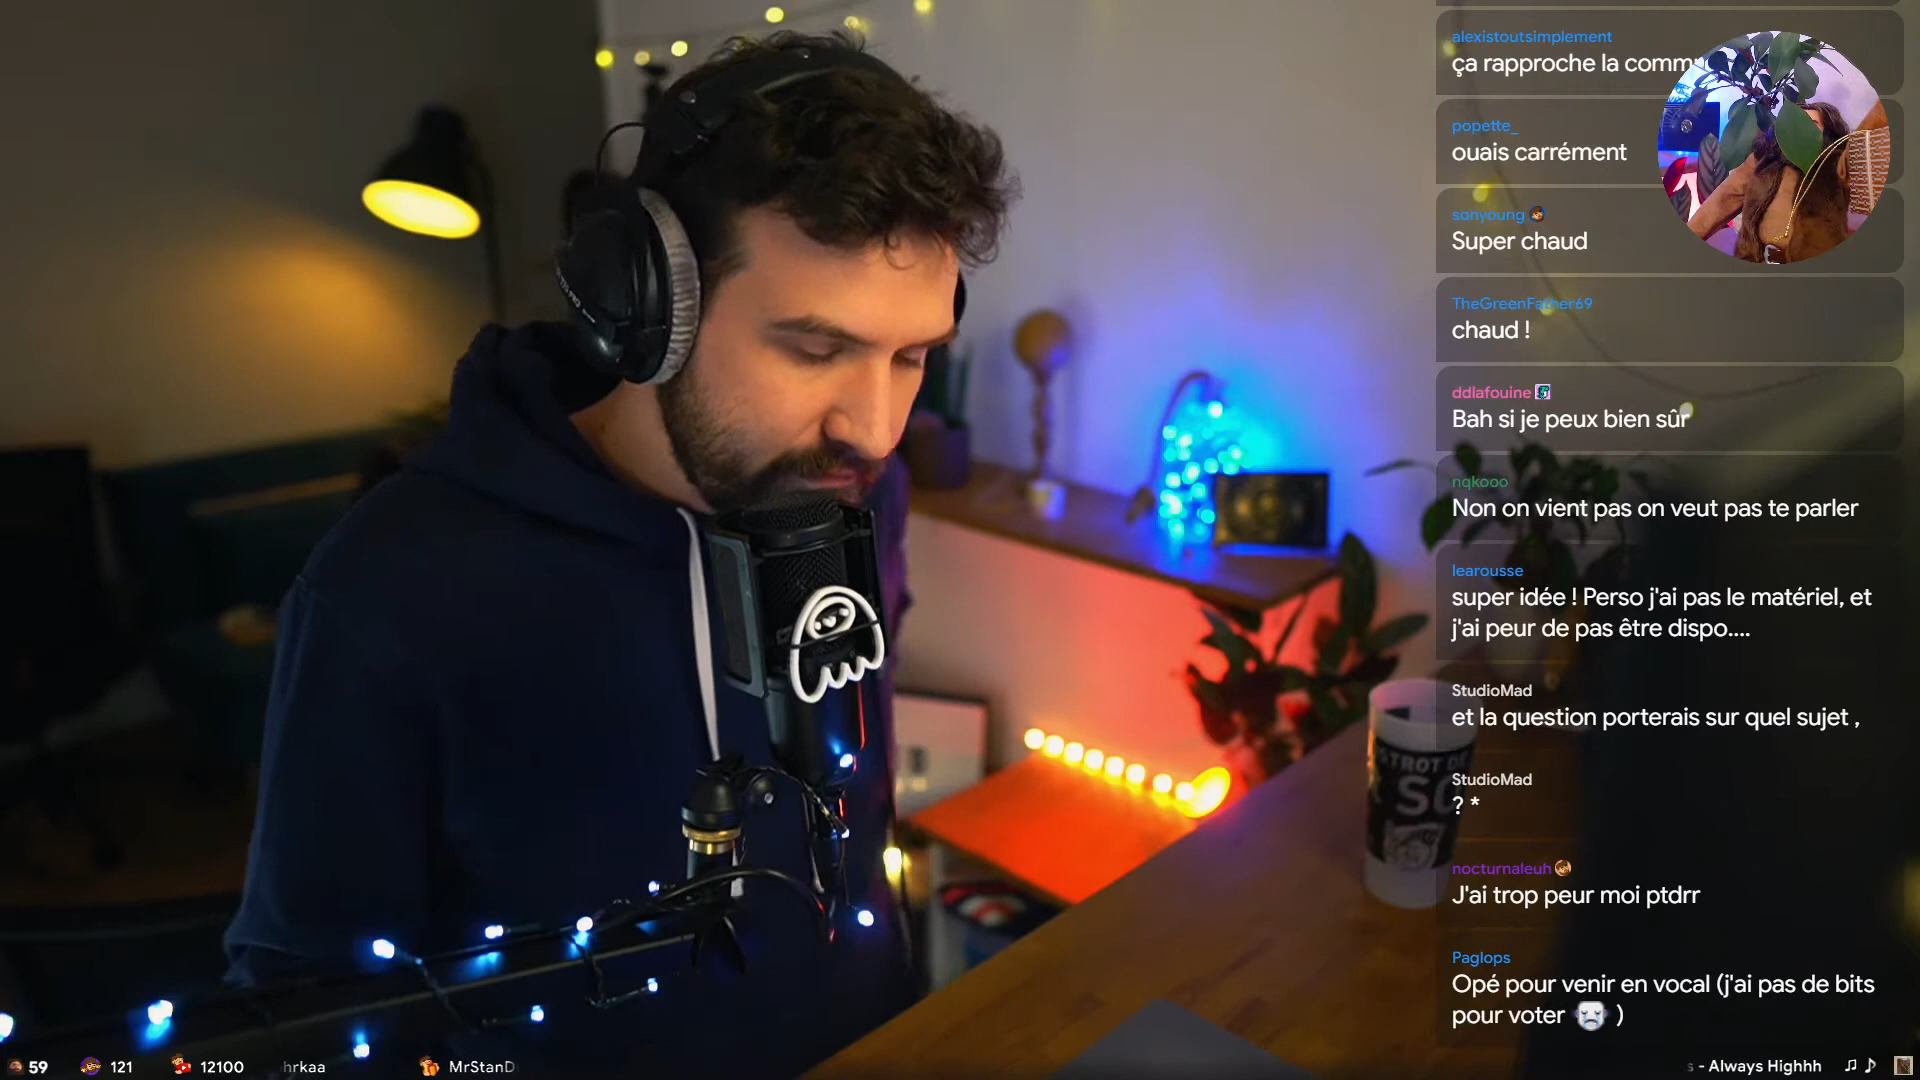 alexistoutsimplement
ça rapproche la comm
popette_
ouais carrément
sonyoung
Super chaud
TheGreenFather69
chaud !
ddlafouine
Bah si je peux bien sûr
nqkooo
Non on vient pas on veut pas te parler
learousse
super idée ! Perso j'ai pas le matériel, et
j'ai peur de pas être dispo....
StudioMad
et la question porterais sur quel sujet ,
StudioMad
? *
nocturnaleuh
J'ai trop peur moi ptdrr
Paglops
Opé pour venir en vocal (j'ai pas de bits
pour voter )
STROT DE
SO
59 121 12100 hrkaa MrStanD
s - Always Highhh